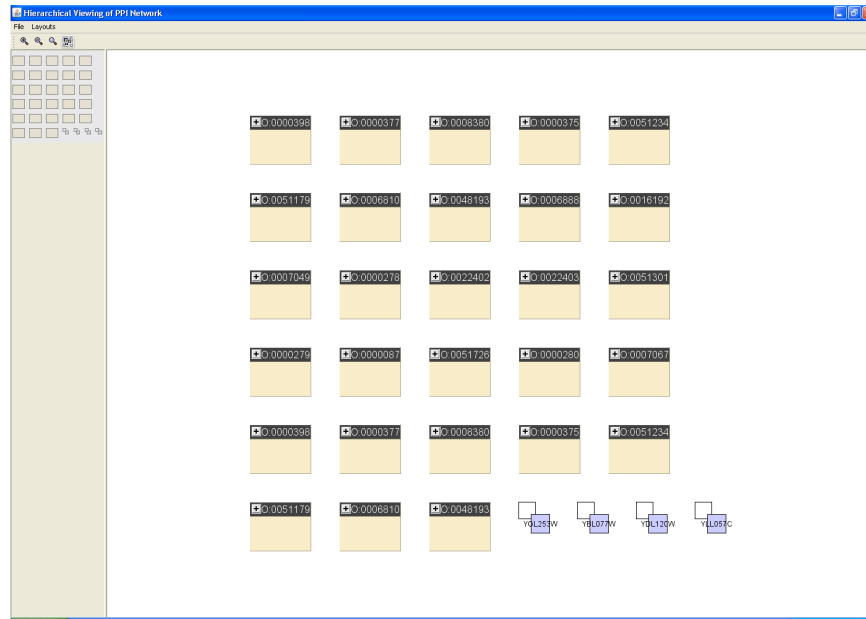 Hierarchical Viewing of PPI Network
File Layouts
O:0000398 O:0000377 O:0008380 O:0000375 O:0051234
O:0051179 O:0006810 O:0048193 O:0006888 O:0016192
O:0007049 O:0000278 O:0022402 O:0022403 O:0051301
O:0000279 O:0000087 O:0051726 O:0000280 O:0007067
O:0000398 O:0000377 O:0008380 O:0000375 O:0051234
O:0051179 O:0006810 O:0048193
YGL253W YBL077W YDL120W YLL057C